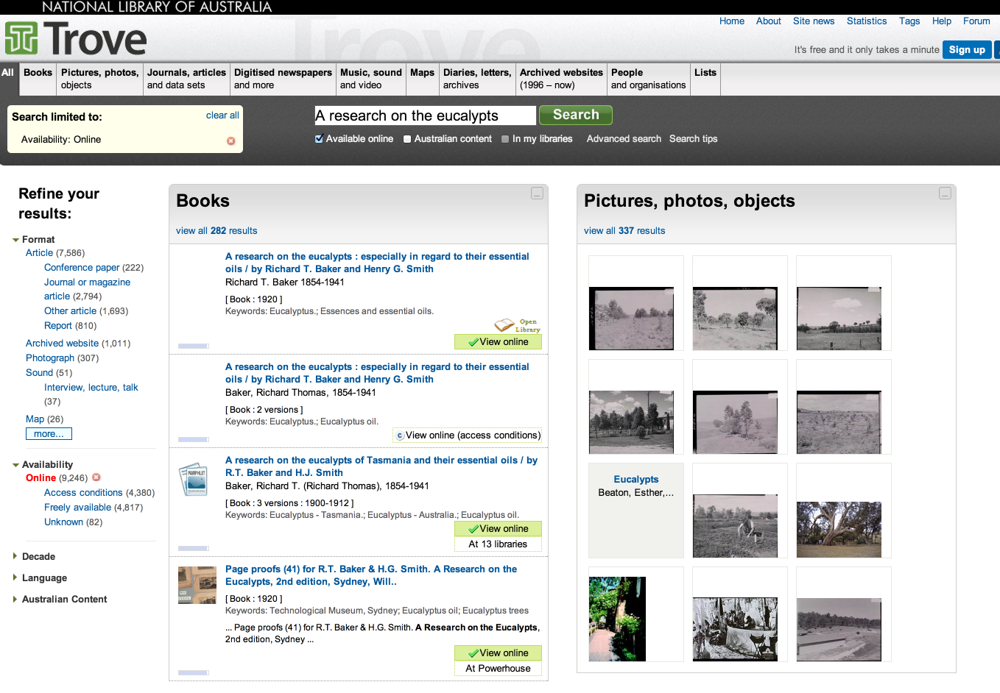 NATIONAL LIBRARY OF AUSTRALIA
Trove
Home About Site news Statistics Tags Help Forum
It's free and it only takes a minute Sign up
All
Books
Pictures, photos,
objects
Journals, articles
and data sets
Digitised newspapers
and more
Music, sound
and video
Maps
Diaries, letters,
archives
Archived websites
(1996 – now)
People
and organisations
Lists
Search limited to: clear all
Availability: Online
A research on the eucalypts Search
Available online Australian content In my libraries Advanced search Search tips
Refine your
results:
Format
Article (7,586)
Conference paper (222)
Journal or magazine
article (2,794)
Other article (1,693)
Report (810)
Archived website (1,011)
Photograph (307)
Sound (51)
Interview, lecture, talk
(37)
Map (26)
more...
Availability
Online (9,246)
Access conditions (4,380)
Freely available (4,817)
Unknown (82)
Decade
Language
Australian Content
Books
view all 282 results
A research on the eucalypts : especially in regard to their essential
oils / by Richard T. Baker and Henry G. Smith
Richard T. Baker 1854-1941
[ Book : 1920 ]
Keywords: Eucalyptus.; Essences and essential oils.
Open
Library
View online
A research on the eucalypts : especially in regard to their essential
oils / by Richard T. Baker and Henry G. Smith
Baker, Richard Thomas, 1854-1941
[ Book : 2 versions ]
Keywords: Eucalyptus.; Eucalyptus oil.
c View online (access conditions)
PAMPHLET
A research on the eucalypts of Tasmania and their essential oils / by
R.T. Baker and H.J. Smith
Baker, Richard T. (Richard Thomas), 1854-1941
[ Book : 3 versions : 1900-1912 ]
Keywords: Eucalyptus - Tasmania.; Eucalyptus - Australia.; Eucalyptus oil.
View online
At 13 libraries
Page proofs (41) for R.T. Baker & H.G. Smith. A Research on the
Eucalypts, 2nd edition, Sydney, Will..
[ Book : 1920 ]
Keywords: Technological Museum, Sydney; Eucalyptus oil; Eucalyptus trees
... Page proofs (41) for R.T. Baker & H.G. Smith. A Research on the Eucalypts,
2nd edition, Sydney ...
View online
At Powerhouse
Pictures, photos, objects
view all 337 results
Eucalypts
Beaton, Esther,...